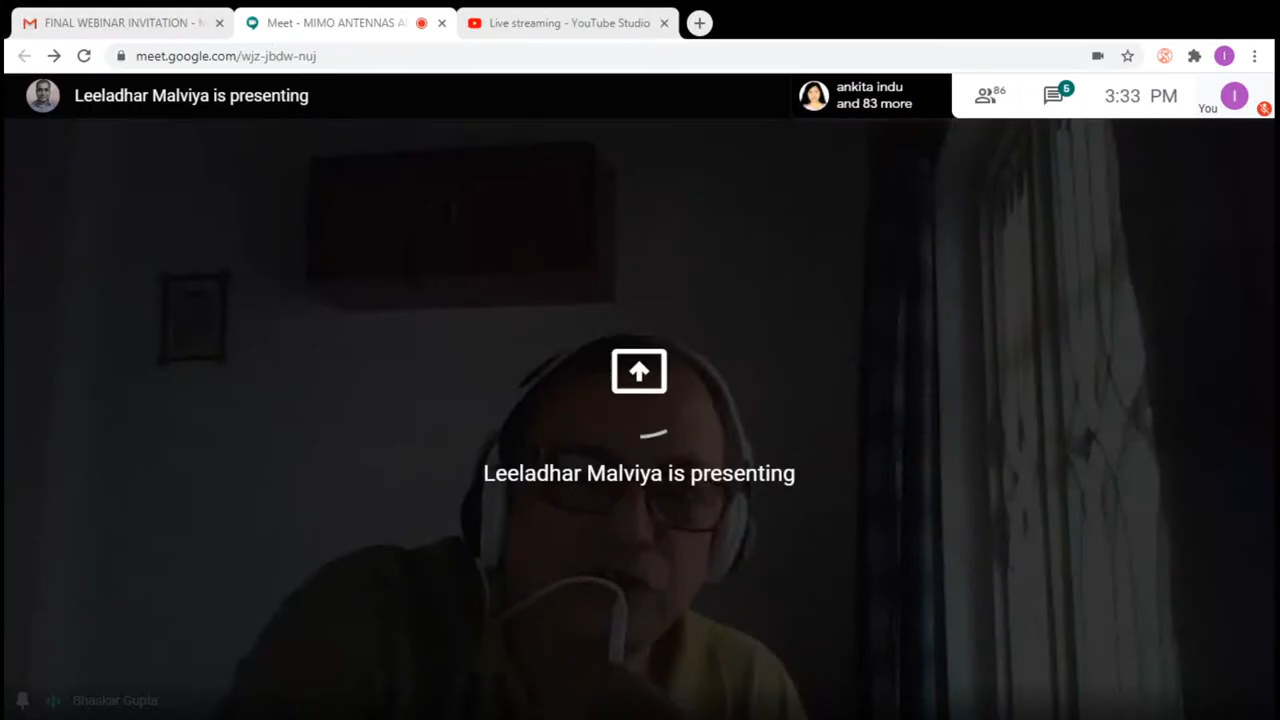 FINAL WEBINAR INVITATION - M
Meet - MIMO ANTENNAS A
Live streaming - YouTube Studio
meet.google.com/wjz-jbdw-nuj
I
Leeladhar Malviya is presenting
ankita indu
and 83 more
86
5
3:33 PM
You
I
Leeladhar Malviya is presenting
Bhaskar Gupta